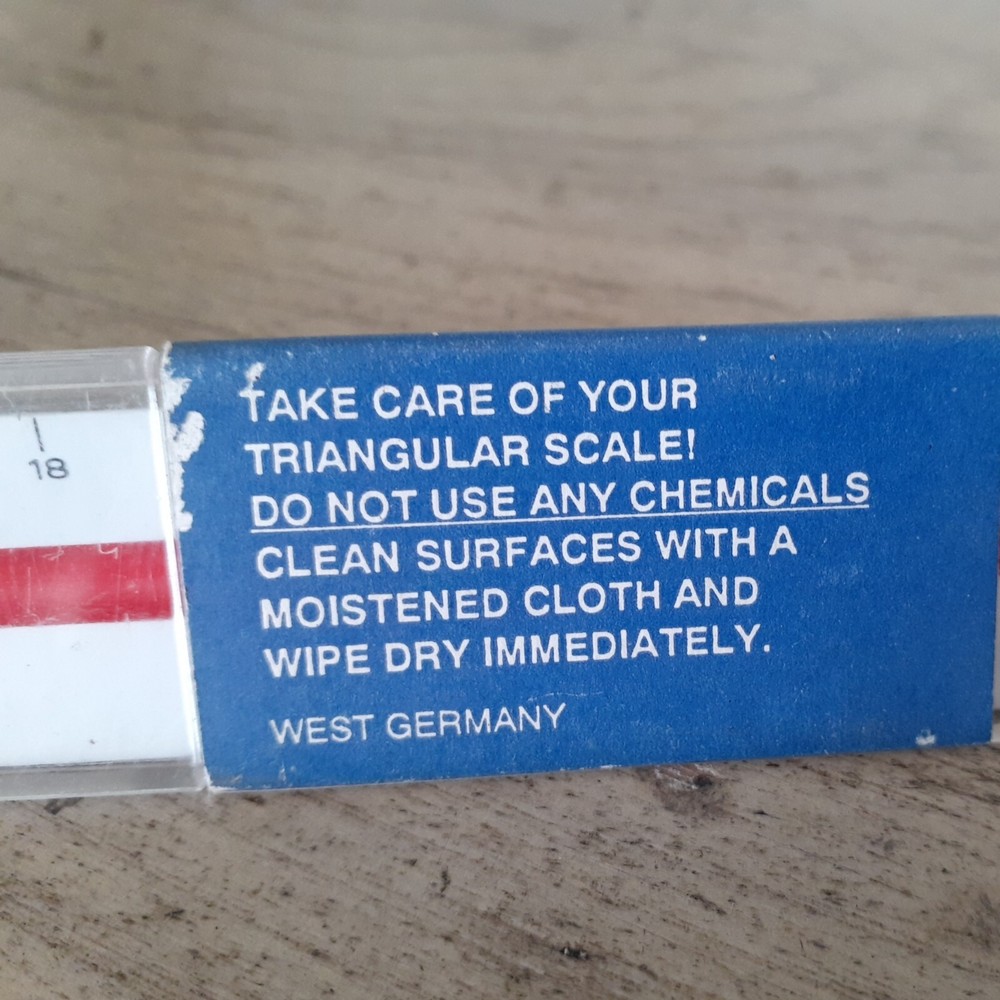 18
TAKE CARE OF YOUR
TRIANGULAR SCALE!
DO NOT USE ANY CHEMICALS
CLEAN SURFACES WITH A
MOISTENED CLOTH AND
WIPE DRY IMMEDIATELY.
WEST GERMANY